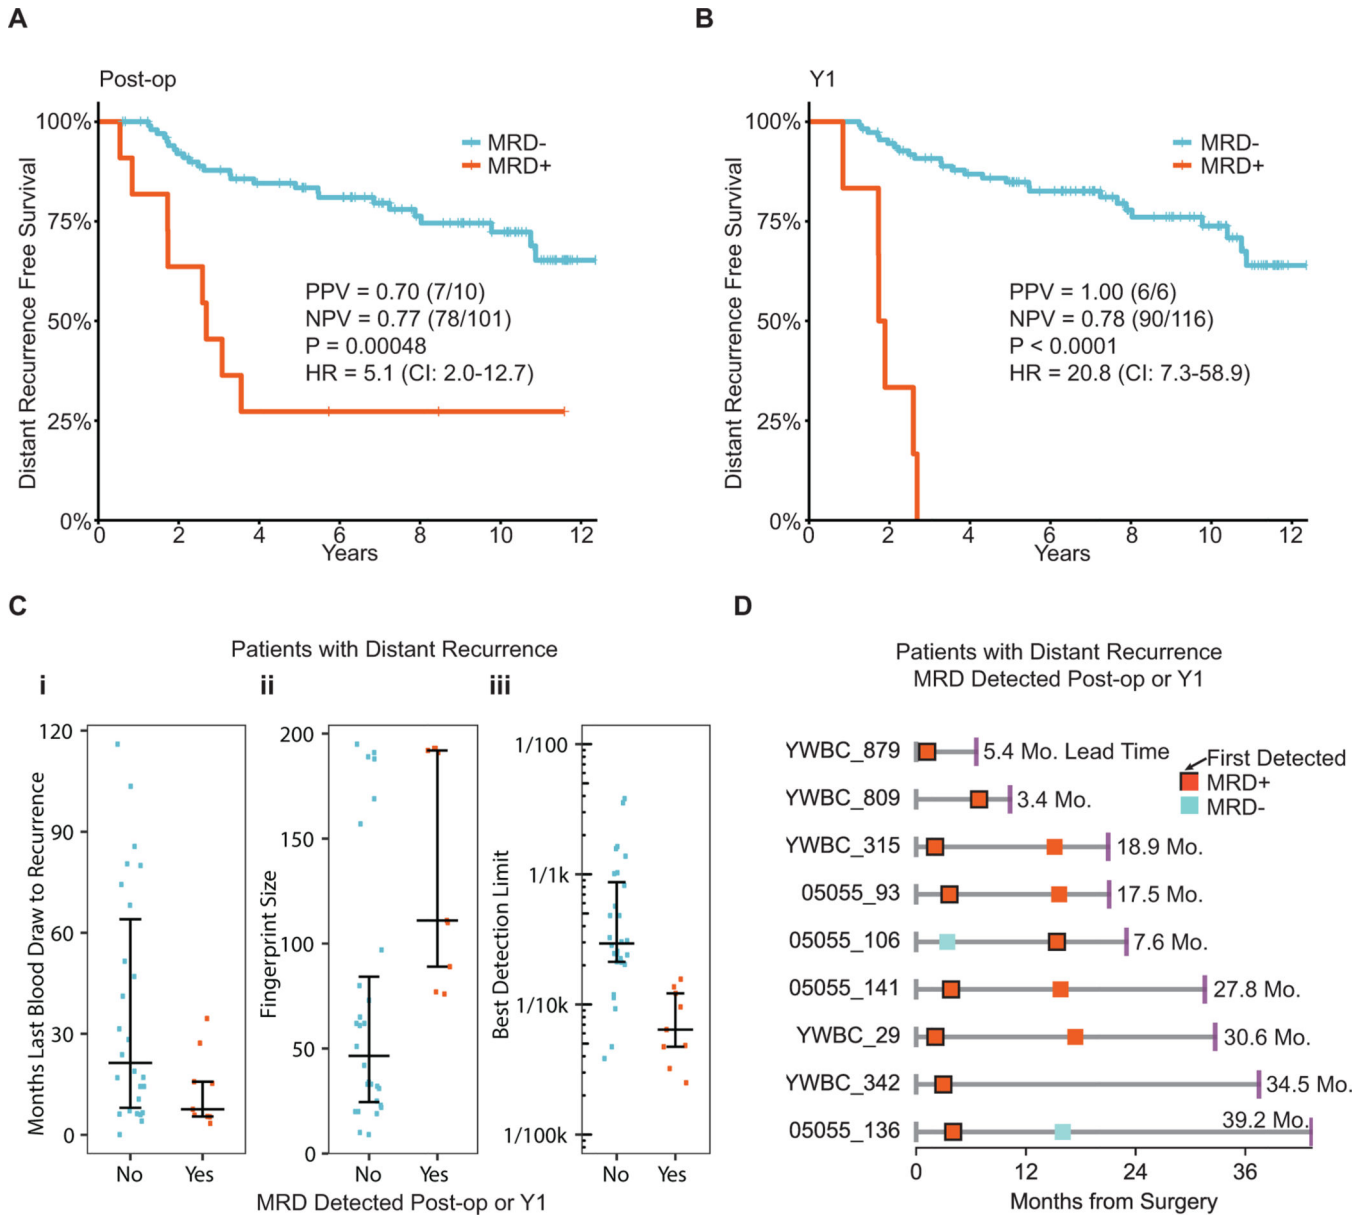 A
Post-op
Distant Recurrence Free Survival
100%
75%
50%
25%
0%
MRD-
MRD+
PPV = 0.70 (7/10)
NPV = 0.77 (78/101)
P = 0.00048
HR = 5.1 (CI: 2.0-12.7)
0 2 4 6 8 10 12
Years
B
Y1
Distant Recurrence Free Survival
100%
75%
50%
25%
0%
MRD-
MRD+
PPV = 1.00 (6/6)
NPV = 0.78 (90/116)
P < 0.0001
HR = 20.8 (CI: 7.3-58.9)
0 2 4 6 8 10 12
Years
C
Patients with Distant Recurrence
i
Months Last Blood Draw to Recurrence
120
90
60
30
0
No Yes
ii
Fingerprint Size
200
150
100
50
0
No Yes
iii
Best Detection Limit
1/100
1/1k
1/10k
1/100k
No Yes
MRD Detected Post-op or Y1
D
Patients with Distant Recurrence
MRD Detected Post-op or Y1
First Detected
MRD+
MRD-
YWBC_879 5.4 Mo. Lead Time
YWBC_809 3.4 Mo.
YWBC_315 18.9 Mo.
05055_93 17.5 Mo.
05055_106 7.6 Mo.
05055_141 27.8 Mo.
YWBC_29 30.6 Mo.
YWBC_342 34.5 Mo.
05055_136 39.2 Mo.
0 12 24 36
Months from Surgery